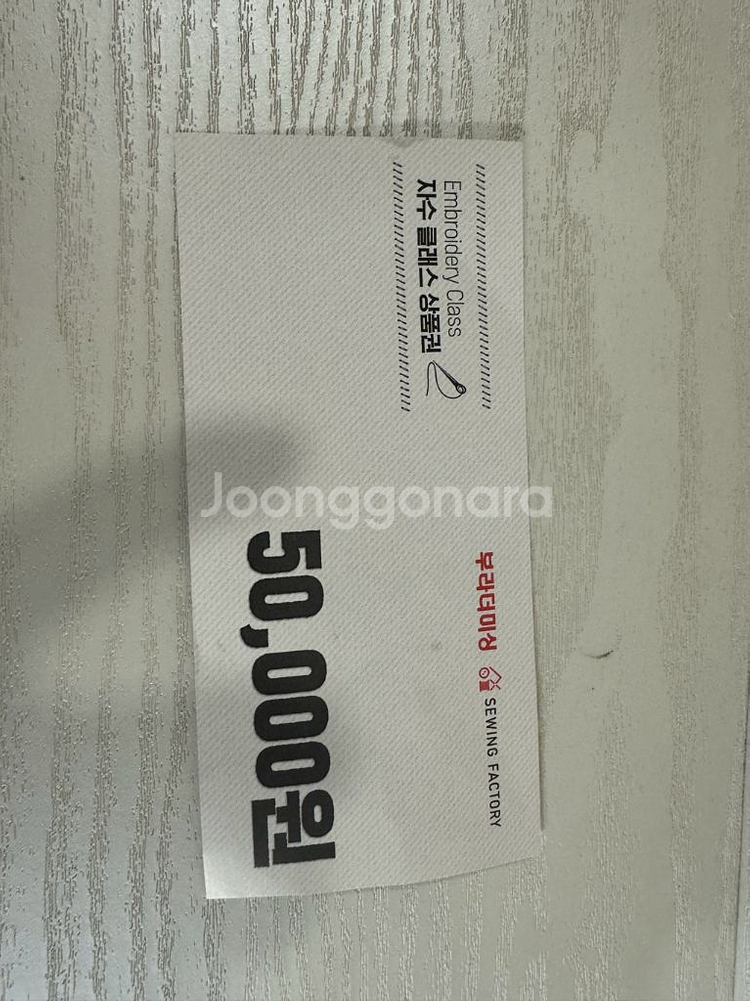 Embroidery Class
자수 클래스 상품권
부라더미싱 SEWING FACTORY
50,000원
Joonggonara